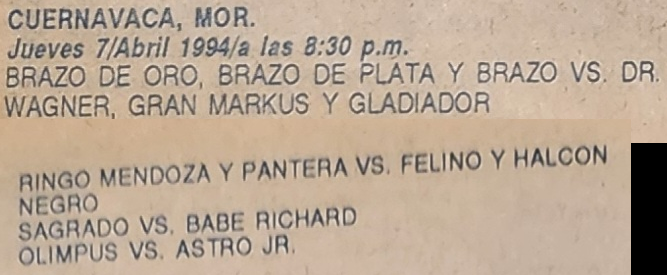 CUERNAVACA, MOR.
Jueves 7/Abril 1994/a las 8:30 p.m.
BRAZO DE ORO, BRAZO DE PLATA Y BRAZO VS. DR.
WAGNER, GRAN MARKUS Y GLADIADOR
RINGO MENDOZA Y PANTERA VS. FELINO Y HALCON
NEGRO
SAGRADO VS. BABE RICHARD
OLIMPUS VS. ASTRO JR.